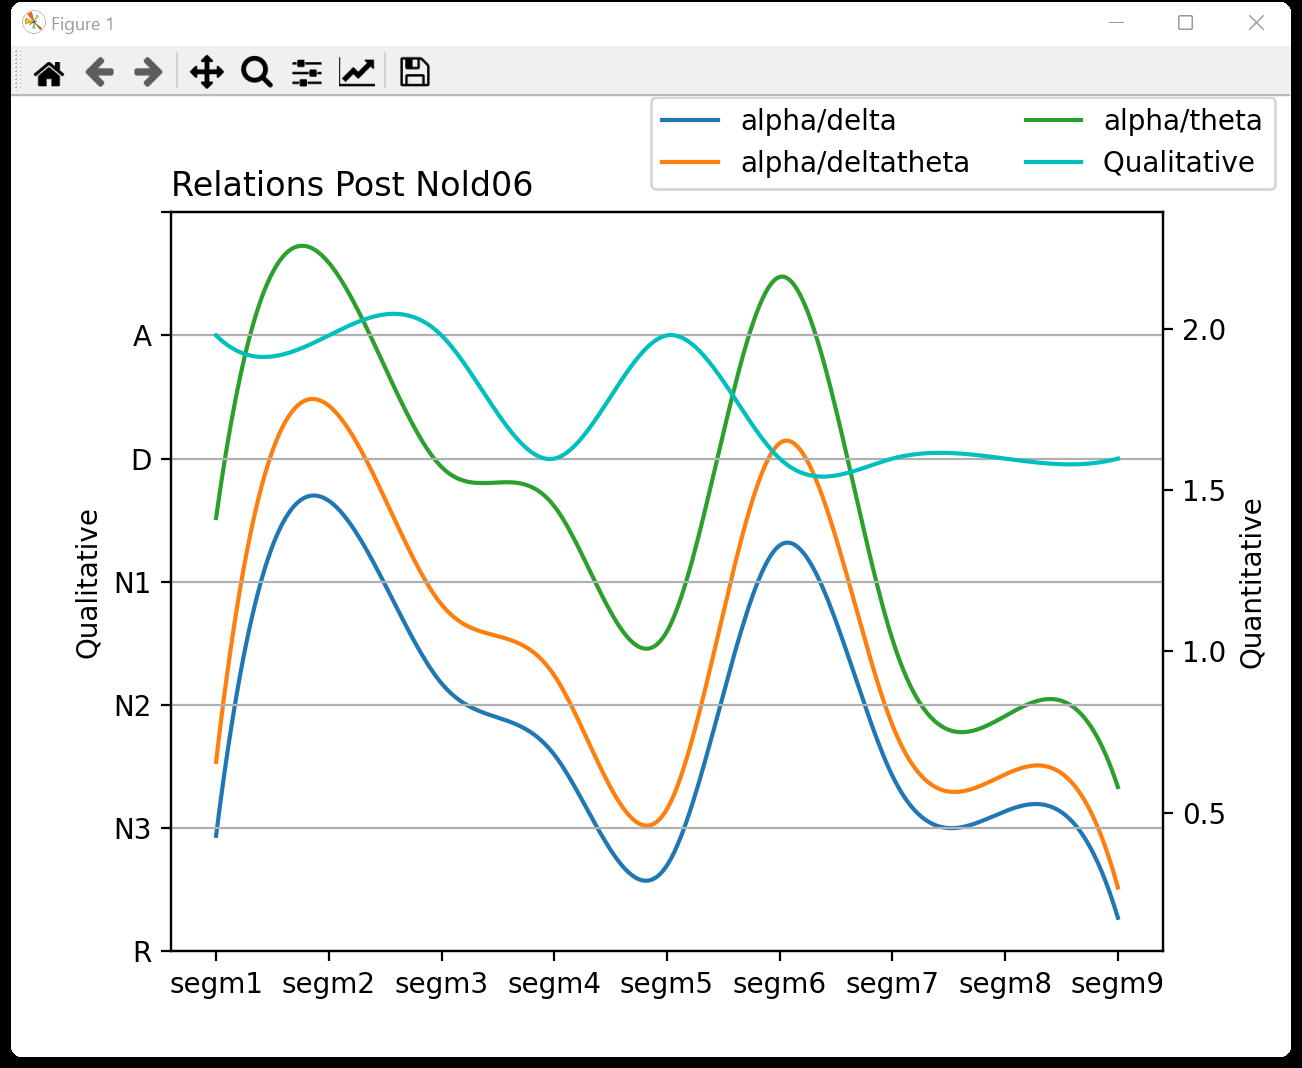 Figure 1
alpha/delta
alpha/deltatheta
alpha/theta
Qualitative
Relations Post Nold06
A
D
N1
N2
N3
R
Qualitative
2.0
1.5
1.0
0.5
Quantitative
segm1 segm2 segm3 segm4 segm5 segm6 segm7 segm8 segm9